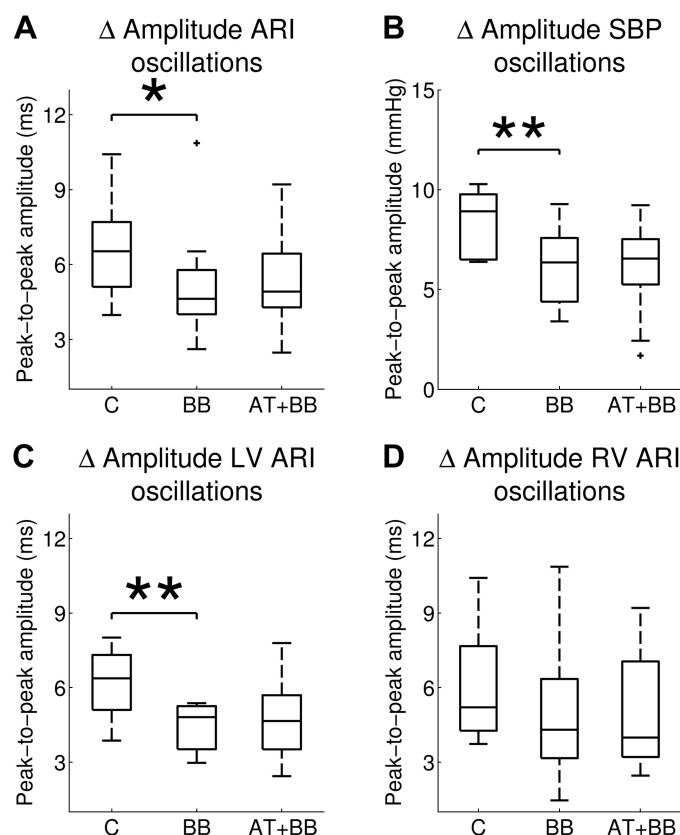 A
Δ Amplitude ARI
oscillations
Peak−to−peak amplitude (ms)
12
9
6
3
*
C BB AT+BB
B
Δ Amplitude SBP
oscillations
Peak−to−peak amplitude (mmHg)
15
10
5
0
**
C BB AT+BB
C
Δ Amplitude LV ARI
oscillations
Peak−to−peak amplitude (ms)
12
9
6
3
**
C BB AT+BB
D
Δ Amplitude RV ARI
oscillations
Peak−to−peak amplitude (ms)
12
9
6
3
C BB AT+BB